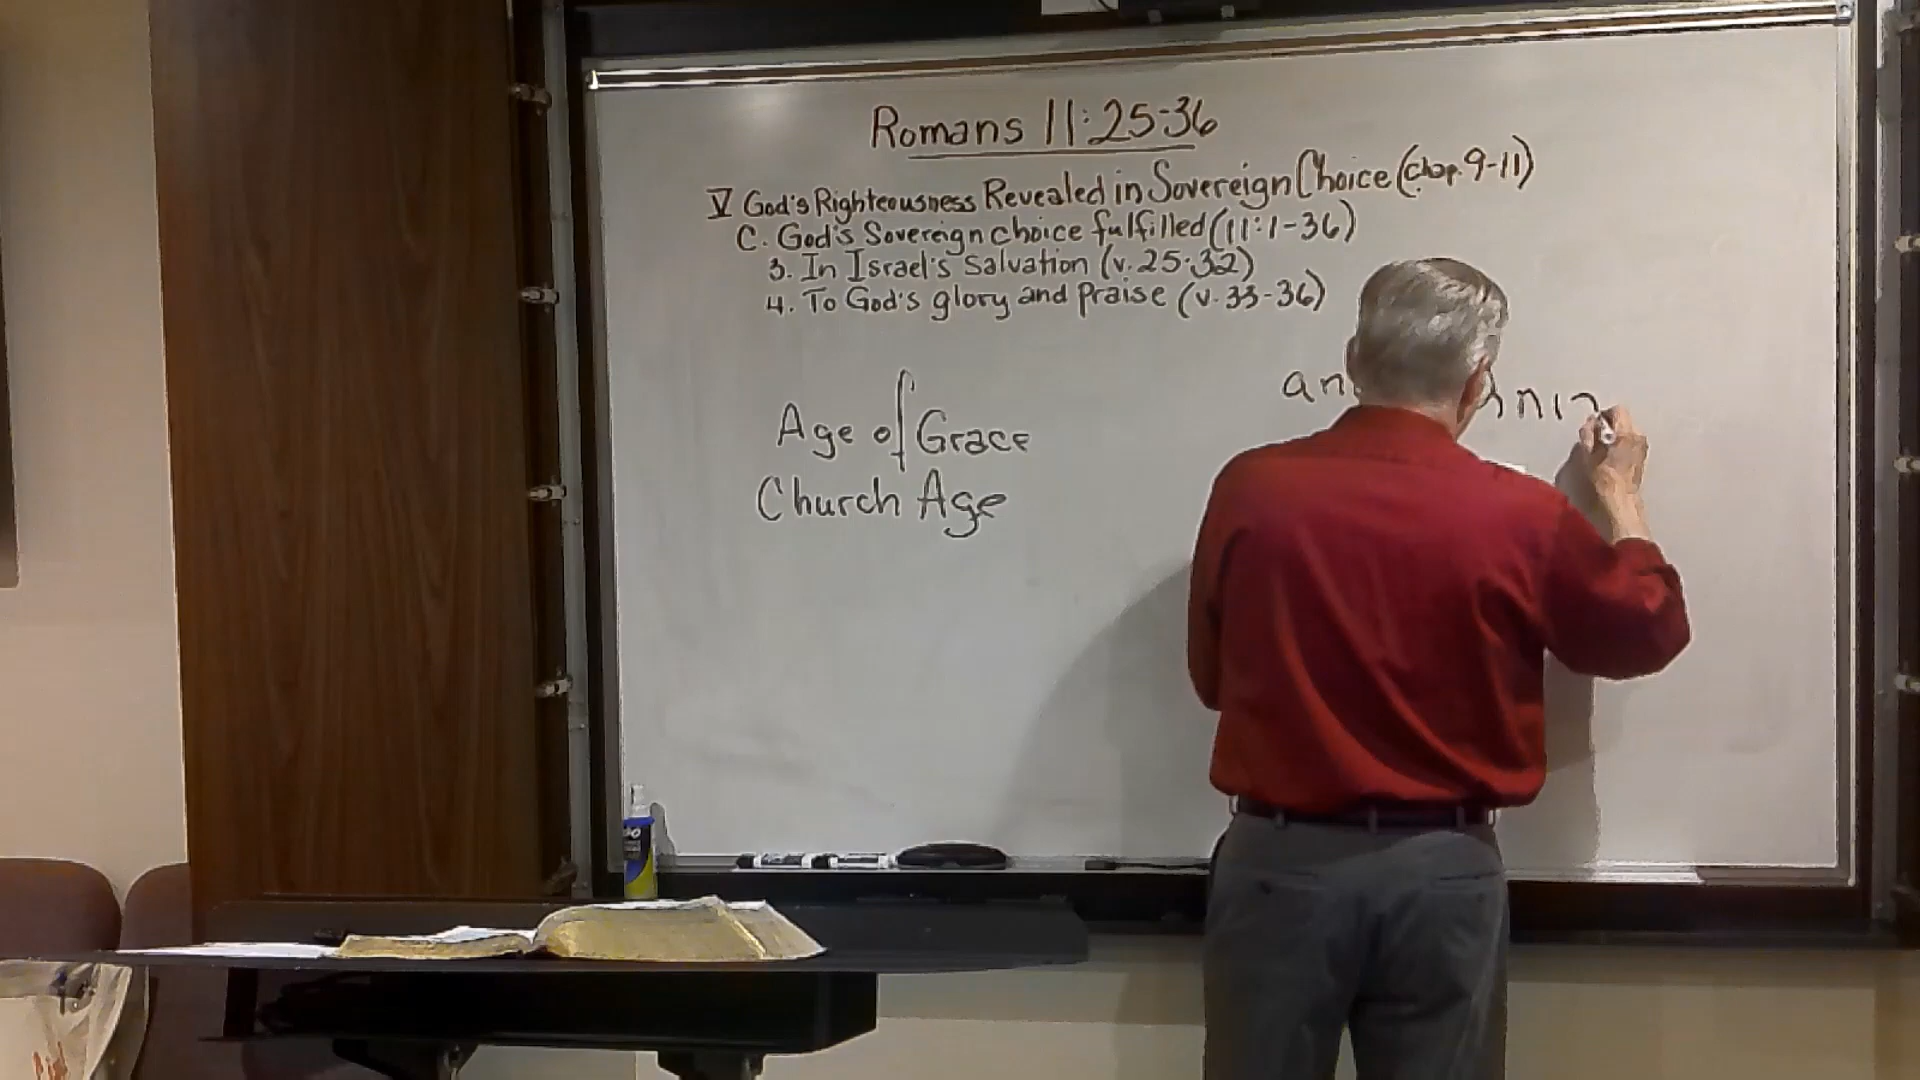 Romans 11:25-36
V God's Righteousness Revealed in Sovereign Choice (chap. 9-11)
C. God's Sovereign choice fulfilled (11:1-36)
3. In Israel's Salvation (v. 25-32)
4. To God's glory and Praise (v. 33-36)
Age of Grace
Church Age